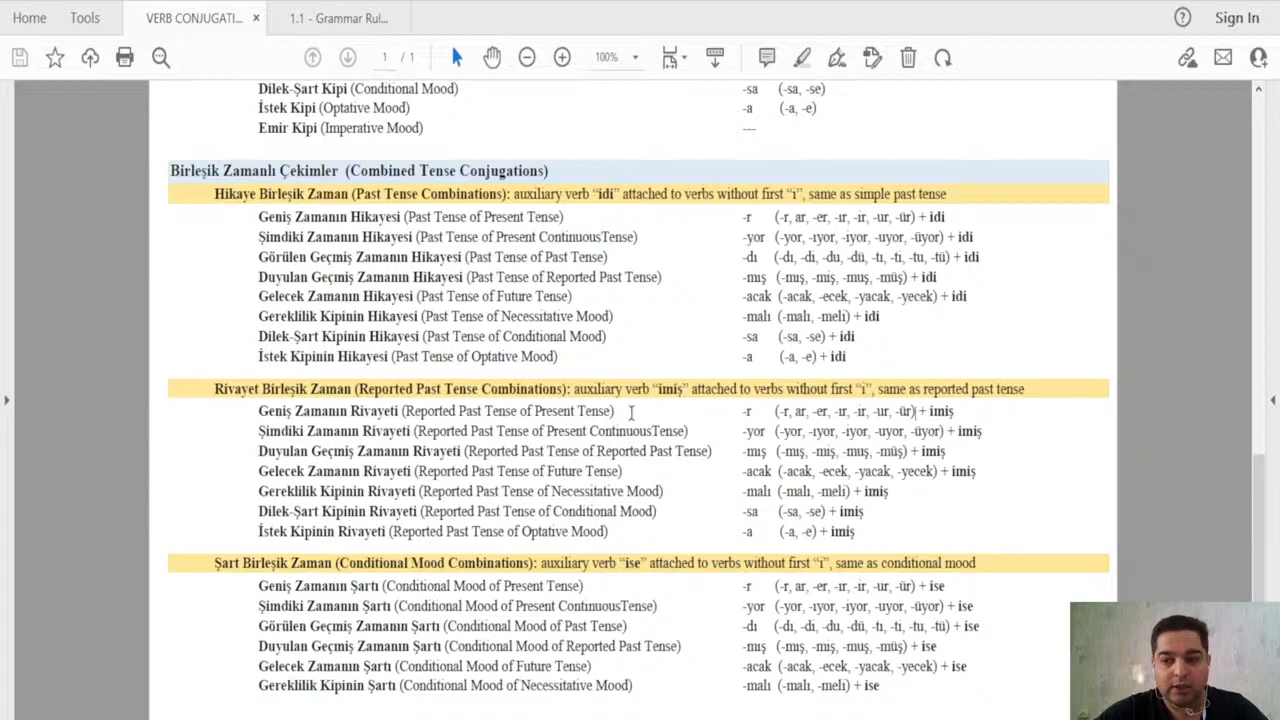 Home Tools VERB CONJUGATI... × 1.1 - Grammar Rul... ? Sign In
1 / 1 100%
Dilek-Şart Kipi (Conditional Mood) -sa (-sa, -se)
İstek Kipi (Optative Mood) -a (-a, -e)
Emir Kipi (Imperative Mood) ---
Birleşik Zamanlı Çekimler (Combined Tense Conjugations)
Hikaye Birleşik Zaman (Past Tense Combinations): auxiliary verb “idi” attached to verbs without first “i”, same as simple past tense
Geniş Zamanın Hikayesi (Past Tense of Present Tense) -r (-r, ar, -er, -ır, -ir, -ur, -ür) + idi
Şimdiki Zamanın Hikayesi (Past Tense of Present ContinuousTense) -yor (-yor, -ıyor, -iyor, -uyor, -üyor) + idi
Görülen Geçmiş Zamanın Hikayesi (Past Tense of Past Tense) -dı (-dı, -di, -du, -dü, -tı, -ti, -tu, -tü) + idi
Duyulan Geçmiş Zamanın Hikayesi (Past Tense of Reported Past Tense) -mış (-mış, -miş, -muş, -müş) + idi
Gelecek Zamanın Hikayesi (Past Tense of Future Tense) -acak (-acak, -ecek, -yacak, -yecek) + idi
Gereklilik Kipinin Hikayesi (Past Tense of Necessitative Mood) -malı (-malı, -meli) + idi
Dilek-Şart Kipinin Hikayesi (Past Tense of Conditional Mood) -sa (-sa, -se) + idi
İstek Kipinin Hikayesi (Past Tense of Optative Mood) -a (-a, -e) + idi
Rivayet Birleşik Zaman (Reported Past Tense Combinations): auxiliary verb “imiş” attached to verbs without first “i”, same as reported past tense
Geniş Zamanın Rivayeti (Reported Past Tense of Present Tense) -r (-r, ar, -er, -ır, -ir, -ur, -ür) + imiş
Şimdiki Zamanın Rivayeti (Reported Past Tense of Present ContinuousTense) -yor (-yor, -ıyor, -iyor, -uyor, -üyor) + imiş
Duyulan Geçmiş Zamanın Rivayeti (Reported Past Tense of Reported Past Tense) -mış (-mış, -miş, -muş, -müş) + imiş
Gelecek Zamanın Rivayeti (Reported Past Tense of Future Tense) -acak (-acak, -ecek, -yacak, -yecek) + imiş
Gereklilik Kipinin Rivayeti (Reported Past Tense of Necessitative Mood) -malı (-malı, -meli) + imiş
Dilek-Şart Kipinin Rivayeti (Reported Past Tense of Conditional Mood) -sa (-sa, -se) + imiş
İstek Kipinin Rivayeti (Reported Past Tense of Optative Mood) -a (-a, -e) + imiş
Şart Birleşik Zaman (Conditional Mood Combinations): auxiliary verb “ise” attached to verbs without first “i”, same as conditional mood
Geniş Zamanın Şartı (Conditional Mood of Present Tense) -r (-r, ar, -er, -ır, -ir, -ur, -ür) + ise
Şimdiki Zamanın Şartı (Conditional Mood of Present ContinuousTense) -yor (-yor, -ıyor, -iyor, -uyor, -üyor) + ise
Görülen Geçmiş Zamanın Şartı (Conditional Mood of Past Tense) -dı (-dı, -di, -du, -dü, -tı, -ti, -tu, -tü) + ise
Duyulan Geçmiş Zamanın Şartı (Conditional Mood of Reported Past Tense) -mış (-mış, -miş, -muş, -müş) + ise
Gelecek Zamanın Şartı (Conditional Mood of Future Tense) -acak (-acak, -ecek, -yacak, -yecek) + ise
Gereklilik Kipinin Şartı (Conditional Mood of Necessitative Mood) -malı (-malı, -meli) + ise